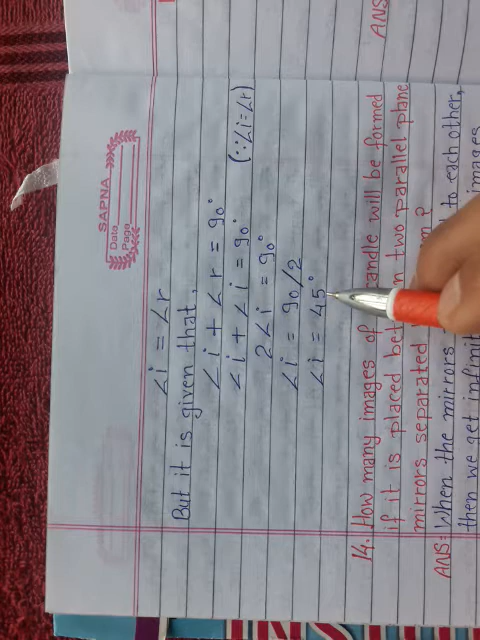 ANS
SAPNA
Date
Page
∠i = ∠r
But it is given that,
∠i + ∠r = 90°
∠i + ∠i = 90° (∵∠i=∠r)
2∠i = 90°
∠i = 90/2
∠i = 45°
14. How many images of candle will be formed
if it is placed two parallel plane
mirrors separated
ANS: When the mirrors to each other,
then we get images